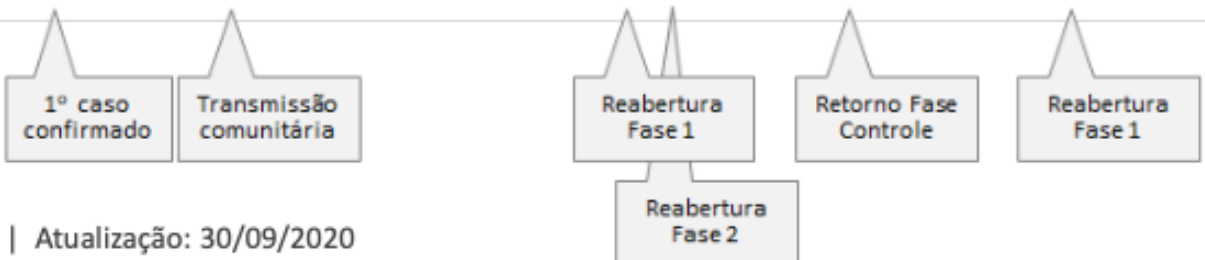 1º caso
confirmado
Transmissão
comunitária
Reabertura
Fase 1
Retorno Fase
Controle
Reabertura
Fase 1
Reabertura
Fase 2
| Atualização: 30/09/2020